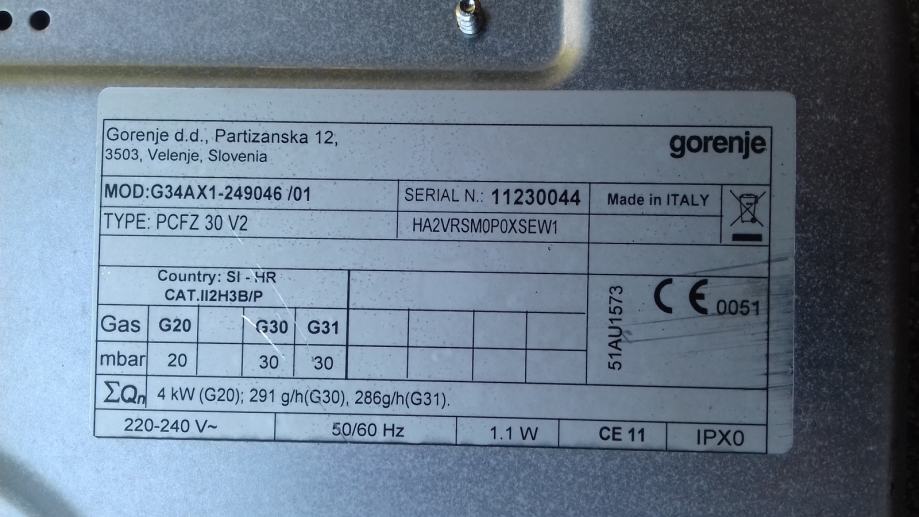 Gorenje d.d., Partizanska 12,
3503, Velenje, Slovenia
gorenje
MOD:G34AX1-249046 /01
SERIAL N.: 11230044
Made in ITALY
TYPE: PCFZ 30 V2
HA2VRSM0P0XSEW1
Country: SI - HR
CAT.II2H3B/P
51AU1573
CE 0051
Gas G20 G30 G31
mbar 20 30 30
ΣQn 4 kW (G20); 291 g/h(G30), 286g/h(G31).
220-240 V~ 50/60 Hz 1.1 W CE 11 IPX0